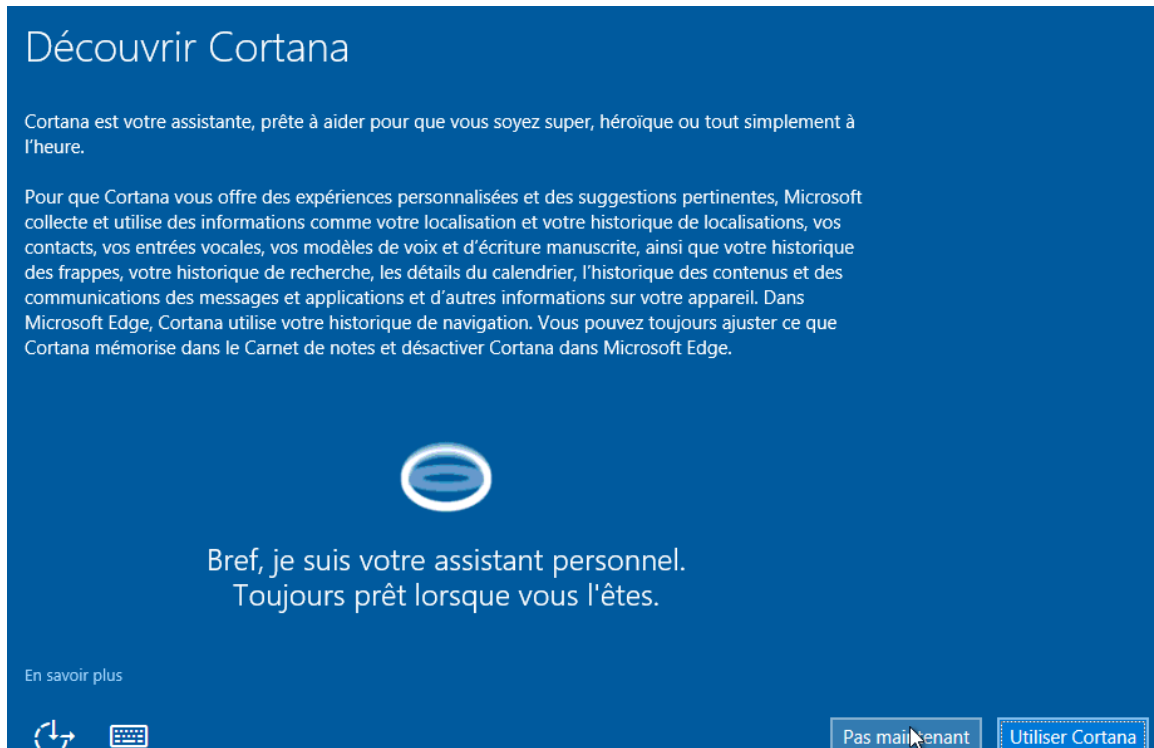 Découvrir Cortana
Cortana est votre assistante, prête à aider pour que vous soyez super, héroïque ou tout simplement à
l'heure.
Pour que Cortana vous offre des expériences personnalisées et des suggestions pertinentes, Microsoft
collecte et utilise des informations comme votre localisation et votre historique de localisations, vos
contacts, vos entrées vocales, vos modèles de voix et d'écriture manuscrite, ainsi que votre historique
des frappes, votre historique de recherche, les détails du calendrier, l'historique des contenus et des
communications des messages et applications et d'autres informations sur votre appareil. Dans
Microsoft Edge, Cortana utilise votre historique de navigation. Vous pouvez toujours ajuster ce que
Cortana mémorise dans le Carnet de notes et désactiver Cortana dans Microsoft Edge.
Bref, je suis votre assistant personnel.
Toujours prêt lorsque vous l'êtes.
En savoir plus
Pas maintenant
Utiliser Cortana